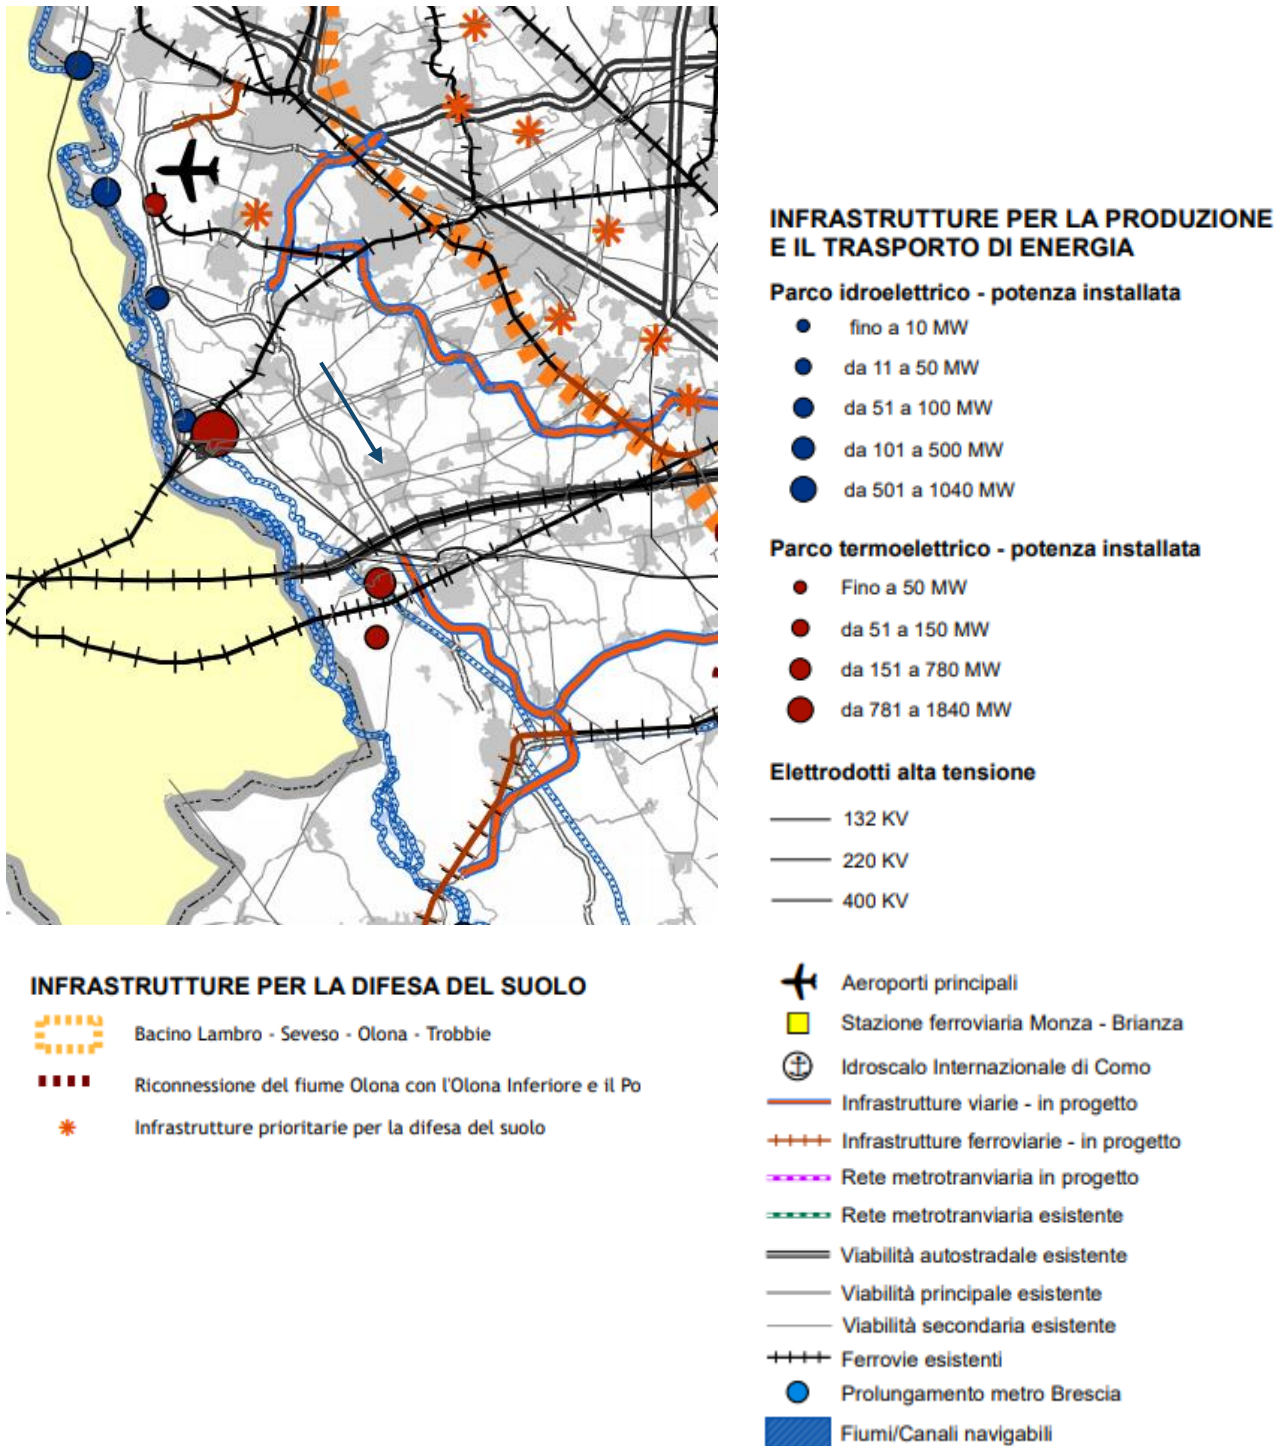 INFRASTRUTTURE PER LA PRODUZIONE
E IL TRASPORTO DI ENERGIA
Parco idroelettrico - potenza installata
fino a 10 MW
da 11 a 50 MW
da 51 a 100 MW
da 101 a 500 MW
da 501 a 1040 MW
Parco termoelettrico - potenza installata
Fino a 50 MW
da 51 a 150 MW
da 151 a 780 MW
da 781 a 1840 MW
Elettrodotti alta tensione
132 KV
220 KV
400 KV
INFRASTRUTTURE PER LA DIFESA DEL SUOLO
Bacino Lambro - Seveso - Olona - Trobbie
Riconnessione del fiume Olona con l'Olona Inferiore e il Po
Infrastrutture prioritarie per la difesa del suolo
Aeroporti principali
Stazione ferroviaria Monza - Brianza
Idroscalo Internazionale di Como
Infrastrutture viarie - in progetto
Infrastrutture ferroviarie - in progetto
Rete metrotranviaria in progetto
Rete metrotranviaria esistente
Viabilità autostradale esistente
Viabilità principale esistente
Viabilità secondaria esistente
Ferrovie esistenti
Prolungamento metro Brescia
Fiumi/Canali navigabili